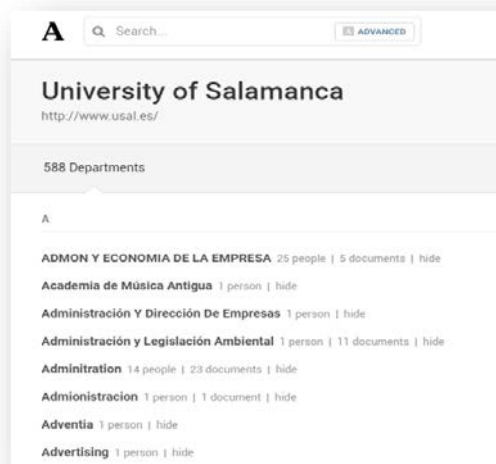 A Search... A ADVANCED
University of Salamanca
http://www.usal.es/
588 Departments
A
ADMON Y ECONOMIA DE LA EMPRESA 25 people | 5 documents | hide
Academia de Música Antigua 1 person | hide
Administración Y Dirección De Empresas 1 person | hide
Administración y Legislación Ambiental 1 person | 11 documents | hide
Adminitration 14 people | 23 documents | hide
Admionistracion 1 person | 1 document | hide
Adventia 1 person | hide
Advertising 1 person | hide